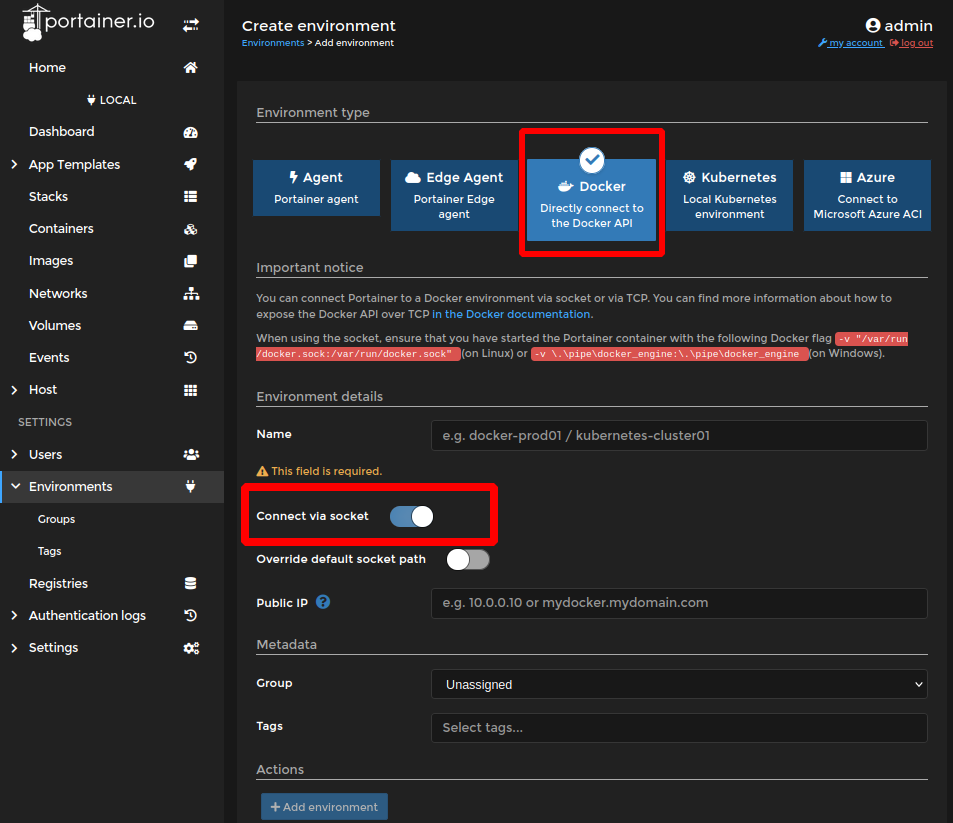 portainer.io
Home
LOCAL
Dashboard
App Templates
Stacks
Containers
Images
Networks
Volumes
Events
Host
SETTINGS
Users
Environments
Groups
Tags
Registries
Authentication logs
Settings
Create environment
Environments > Add environment
admin
my account log out
Environment type
Agent
Portainer agent
Edge Agent
Portainer Edge
agent
Docker
Directly connect to
the Docker API
Kubernetes
Local Kubernetes
environment
Azure
Connect to
Microsoft Azure ACI
Important notice
You can connect Portainer to a Docker environment via socket or via TCP. You can find more information about how to
expose the Docker API over TCP in the Docker documentation.
When using the socket, ensure that you have started the Portainer container with the following Docker flag -v "/var/run
/docker.sock:/var/run/docker.sock" (on Linux) or -v \.\pipe\docker_engine:\.\pipe\docker_engine (on Windows).
Environment details
Name
e.g. docker-prod01 / kubernetes-cluster01
This field is required.
Connect via socket
Override default socket path
Public IP ?
e.g. 10.0.0.10 or mydocker.mydomain.com
Metadata
Group
Unassigned
Tags
Select tags...
Actions
+ Add environment